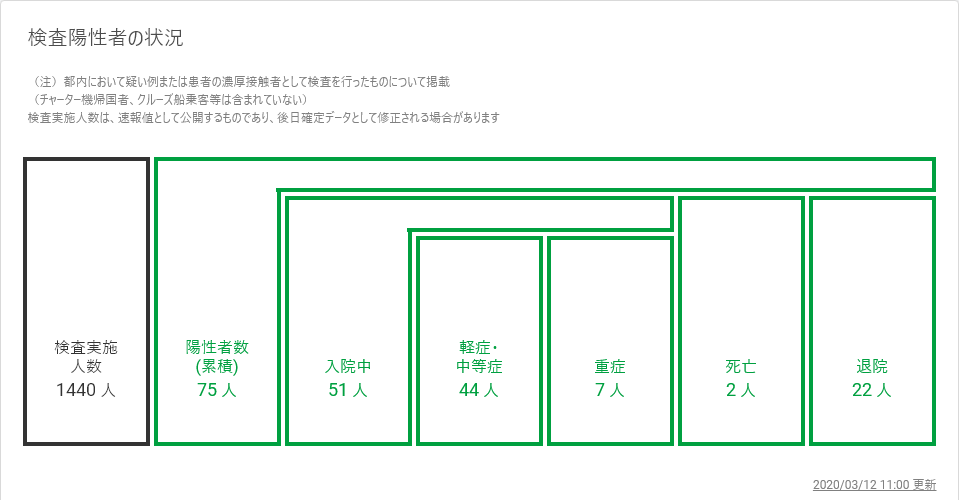 検査陽性者の状況
（注）都内において疑い例または患者の濃厚接触者として検査を行ったものについて掲載
（チャーター機帰国者、クルーズ船乗客等は含まれていない）
検査実施人数は、速報値として公開するものであり、後日確定データとして修正される場合があります
検査実施
人数
1440 人
陽性者数
(累積)
75 人
入院中
51 人
軽症・
中等症
44 人
重症
7 人
死亡
2 人
退院
22 人
2020/03/12 11:00 更新